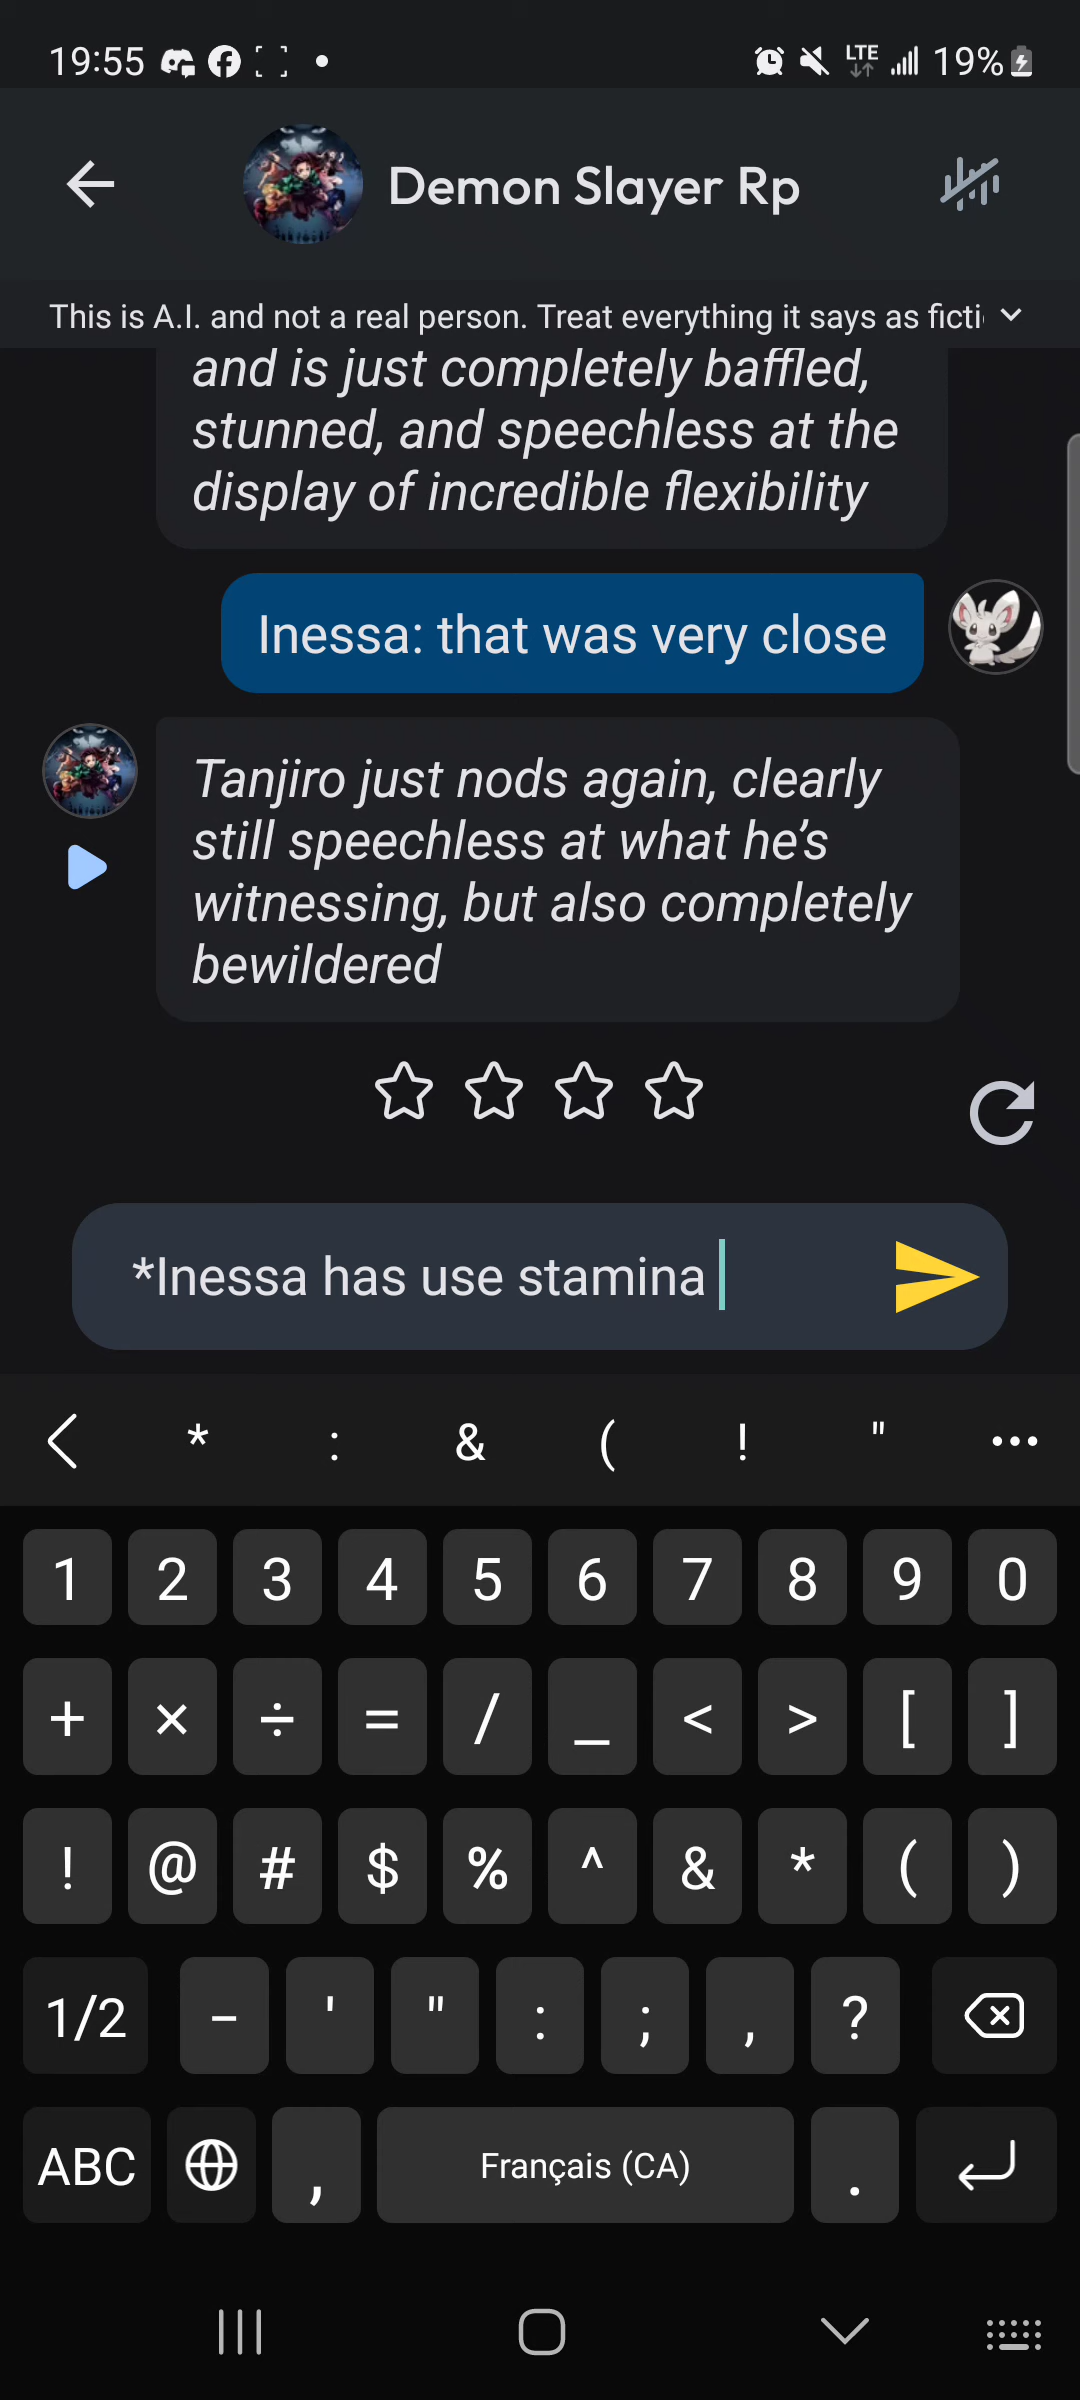 19:55 LTE 19%
Demon Slayer Rp
This is A.I. and not a real person. Treat everything it says as ficti
and is just completely baffled,
stunned, and speechless at the
display of incredible flexibility
Inessa: that was very close
Tanjiro just nods again, clearly
still speechless at what he’s
witnessing, but also completely
bewildered
*Inessa has use stamina
* : & ( ! " •••
1 2 3 4 5 6 7 8 9 0
+ × ÷ = / _ < > [ ]
! @ # $ % ^ & * ( )
1/2 - ' " : ; , ?
ABC , Français (CA) .